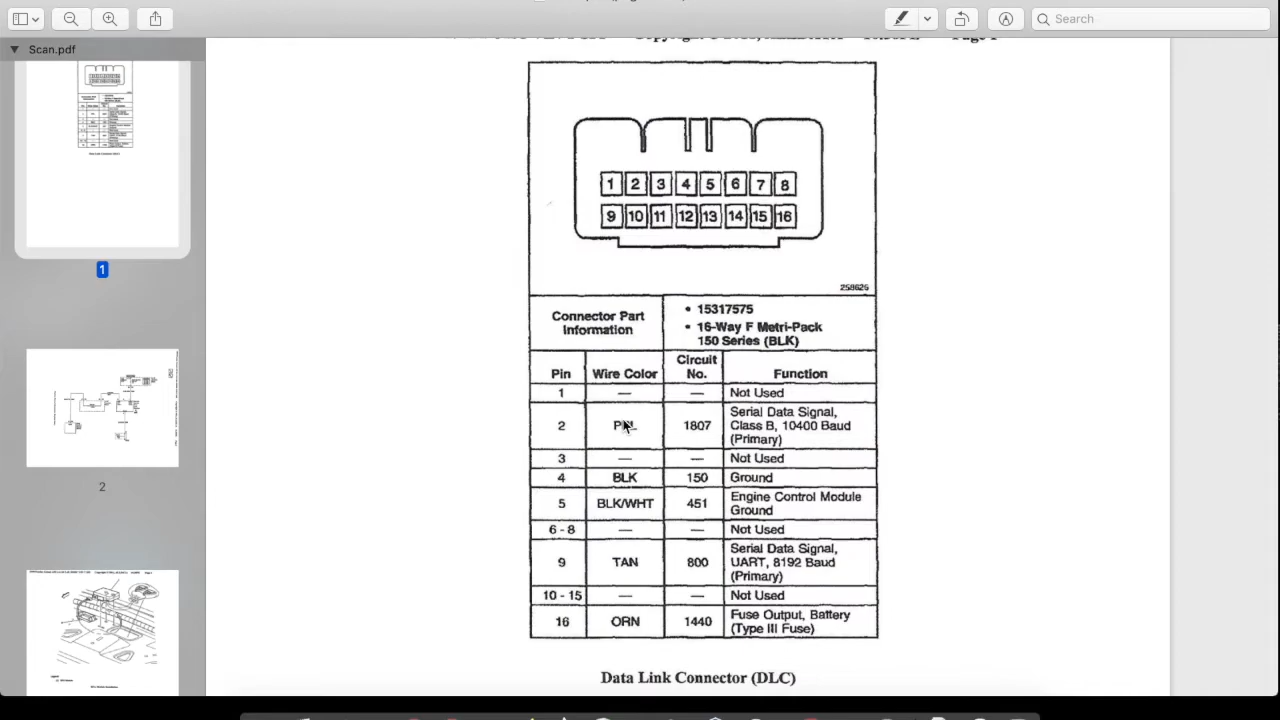 Search
Scan.pdf
1
2
1 2 3 4 5 6 7 8
9 10 11 12 13 14 15 16
258626
Connector Part
Information
• 15317575
• 16-Way F Metri-Pack
150 Series (BLK)
Pin Wire Color Circuit
No. Function
1 — — Not Used
2 1807 Serial Data Signal,
Class B, 10400 Baud
(Primary)
3 — — Not Used
4 BLK 150 Ground
5 BLK/WHT 451 Engine Control Module
Ground
6 - 8 — — Not Used
9 TAN 800 Serial Data Signal,
UART, 8192 Baud
(Primary)
10 - 15 — — Not Used
16 ORN 1440 Fuse Output, Battery
(Type III Fuse)
Data Link Connector (DLC)